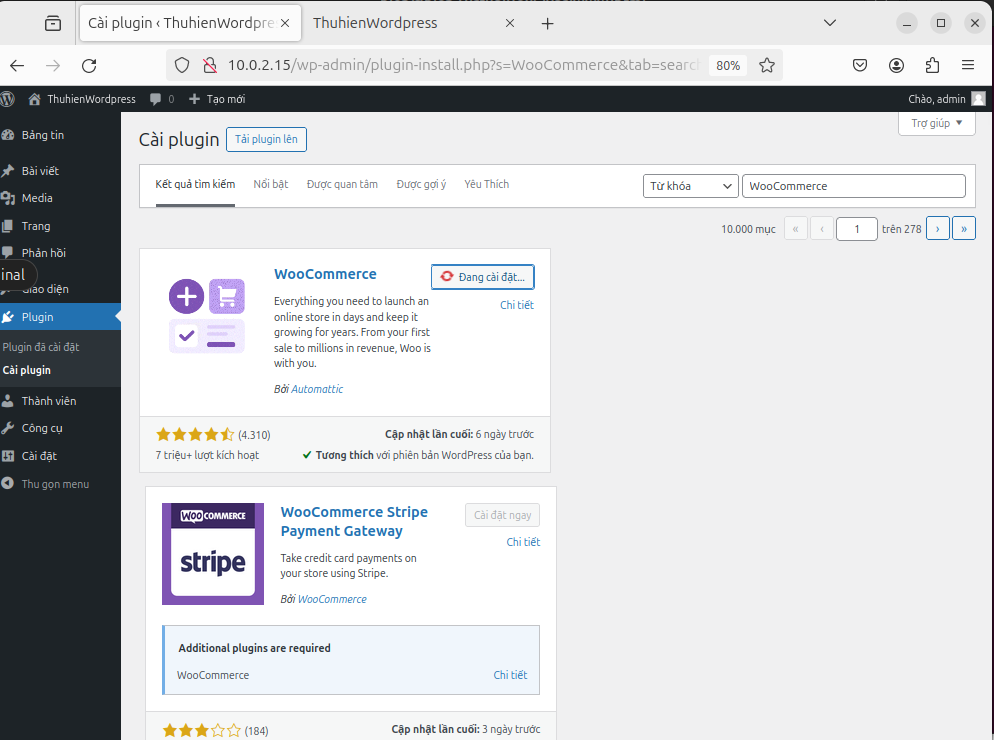 Cài plugin ‹ ThuhienWordpre
ThuhienWordpress
10.0.2.15/wp-admin/plugin-install.php?s=WooCommerce&tab=searc
80%
ThuhienWordpress
0
Tạo mới
Chào, admin
Bảng tin
Bài viết
Media
Trang
Phản hồi
inal
Giao diện
Plugin
Plugin đã cài đặt
Cài plugin
Thành viên
Công cụ
Cài đặt
Thu gọn menu
Trợ giúp
Cài plugin
Tải plugin lên
Kết quả tìm kiếm
Nổi bật
Được quan tâm
Được gợi ý
Yêu Thích
Từ khóa
WooCommerce
10.000 mục
«
‹
1
trên 278
›
»
WooCommerce
Đang cài đặt...
Chi tiết
Everything you need to launch an
online store in days and keep it
growing for years. From your first
sale to millions in revenue, Woo is
with you.
Bởi Automattic
(4.310)
Cập nhật lần cuối: 6 ngày trước
7 triệu+ lượt kích hoạt
Tương thích với phiên bản WordPress của bạn.
WOO COMMERCE
stripe
WooCommerce Stripe
Payment Gateway
Cài đặt ngay
Chi tiết
Take credit card payments on
your store using Stripe.
Bởi WooCommerce
Additional plugins are required
WooCommerce
Chi tiết
(184)
Cập nhật lần cuối: 3 ngày trước